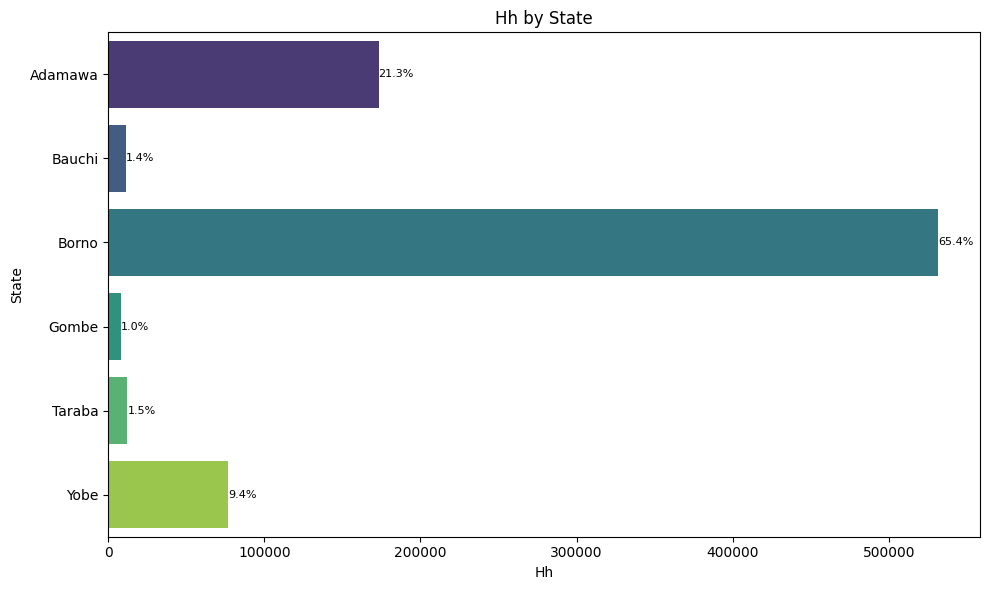 Hh by State
Adamawa
21.3%
Bauchi
1.4%
Borno
65.4%
Gombe
1.0%
Taraba
1.5%
Yobe
9.4%
State
0 100000 200000 300000 400000 500000
Hh